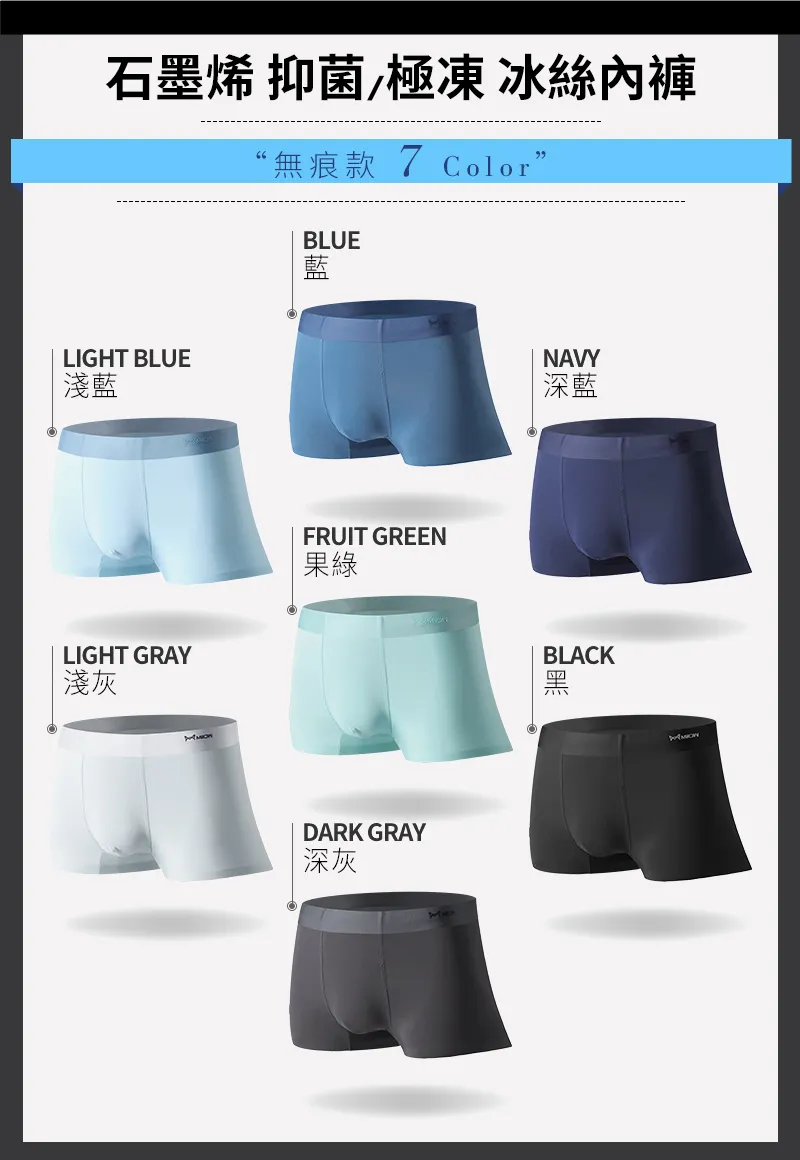 石墨烯 抑菌/極凍 冰絲內褲
“無痕款 7 Color”
BLUE
藍
LIGHT BLUE
淺藍
NAVY
深藍
FRUIT GREEN
果綠
LIGHT GRAY
淺灰
BLACK
黑
DARK GRAY
深灰